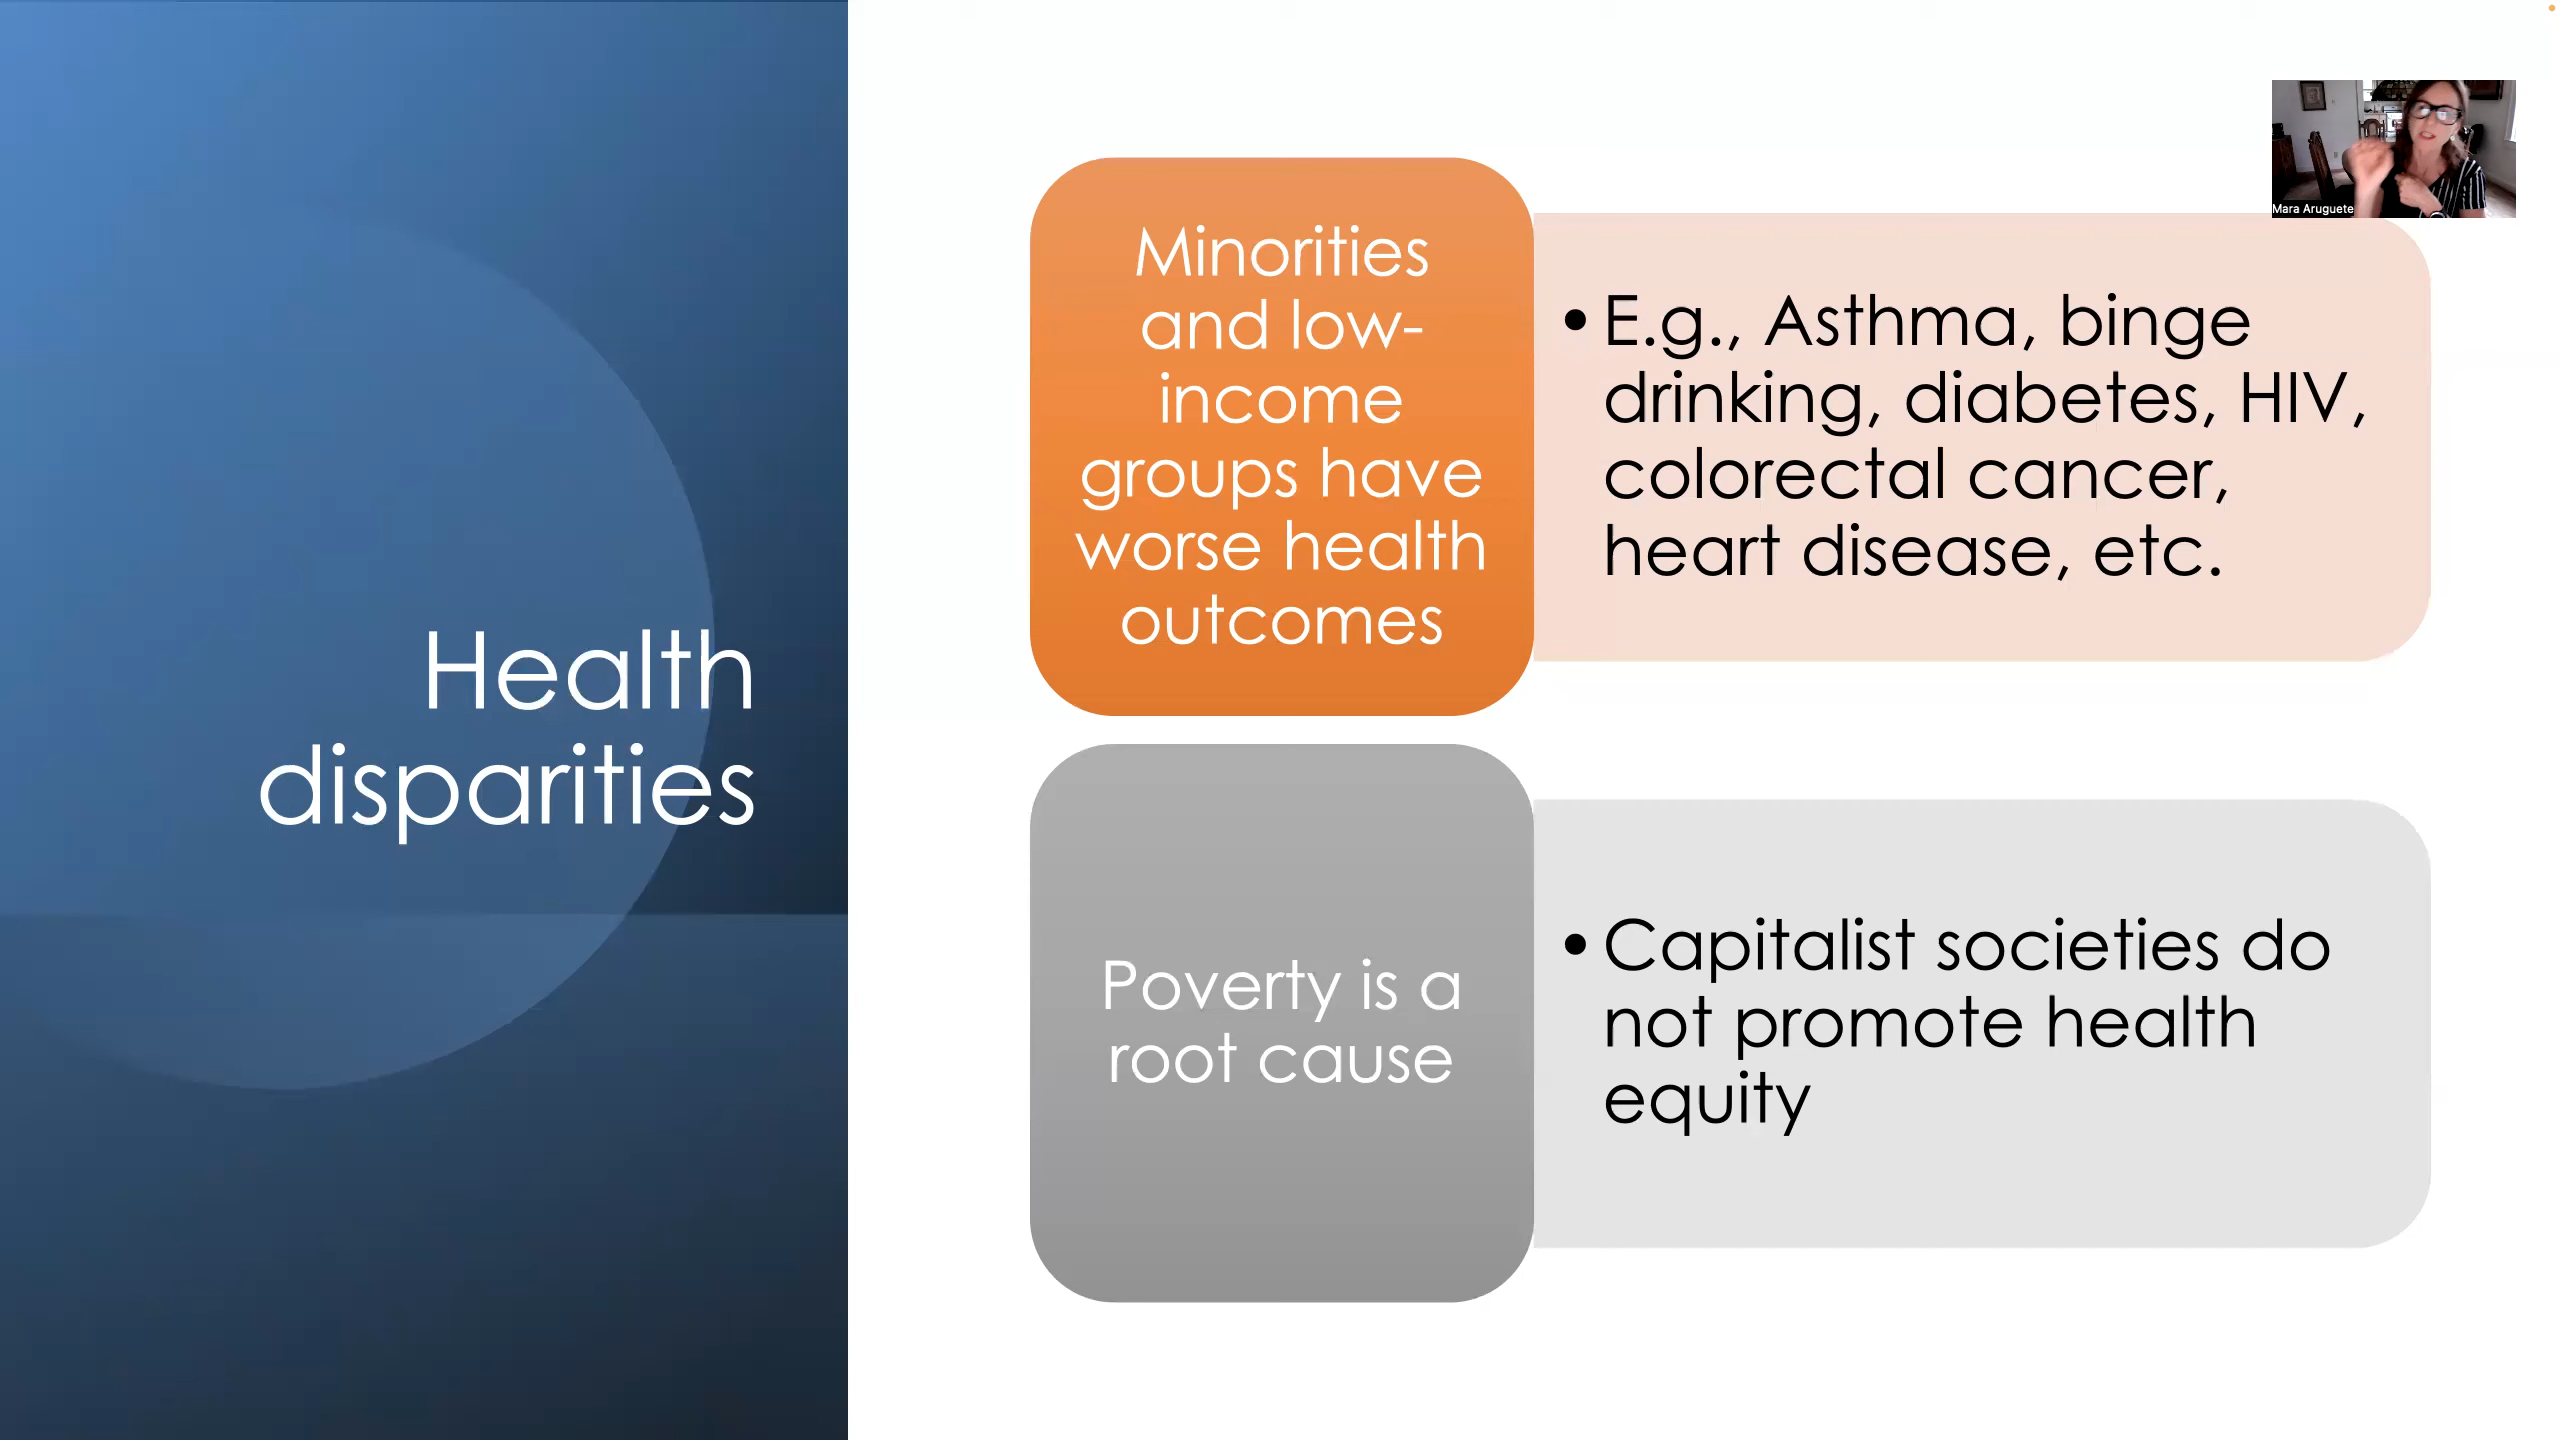 Health
disparities
Minorities
and low-
income
groups have
worse health
outcomes
• E.g., Asthma, binge
drinking, diabetes, HIV,
colorectal cancer,
heart disease, etc.
Poverty is a
root cause
• Capitalist societies do
not promote health
equity
Mara Aruguete